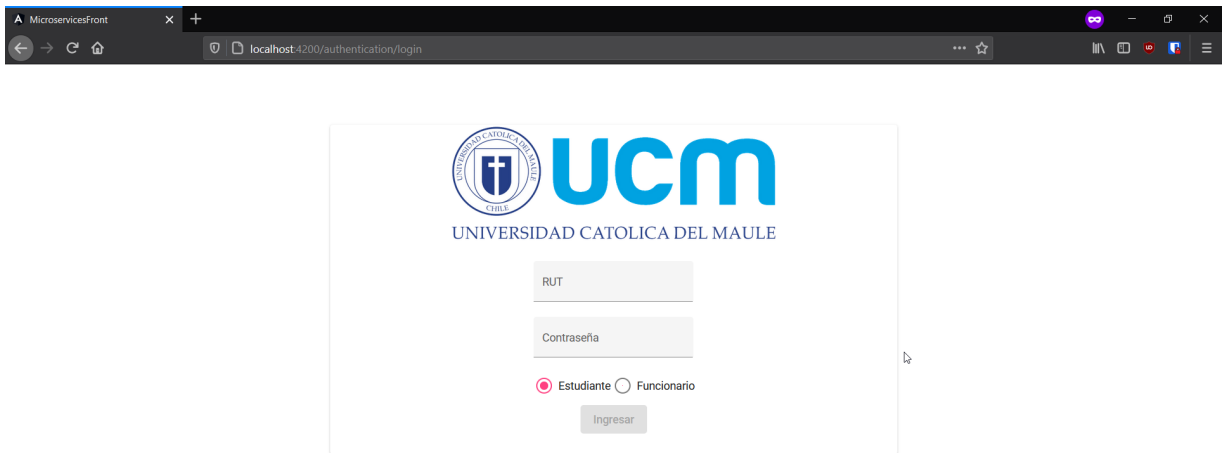 MicroservicesFront
localhost:4200/authentication/login
UNIVERSIDAD CATOLICA DEL MAULE
CHILE
ucm
UNIVERSIDAD CATOLICA DEL MAULE
RUT
Contraseña
Estudiante Funcionario
Ingresar